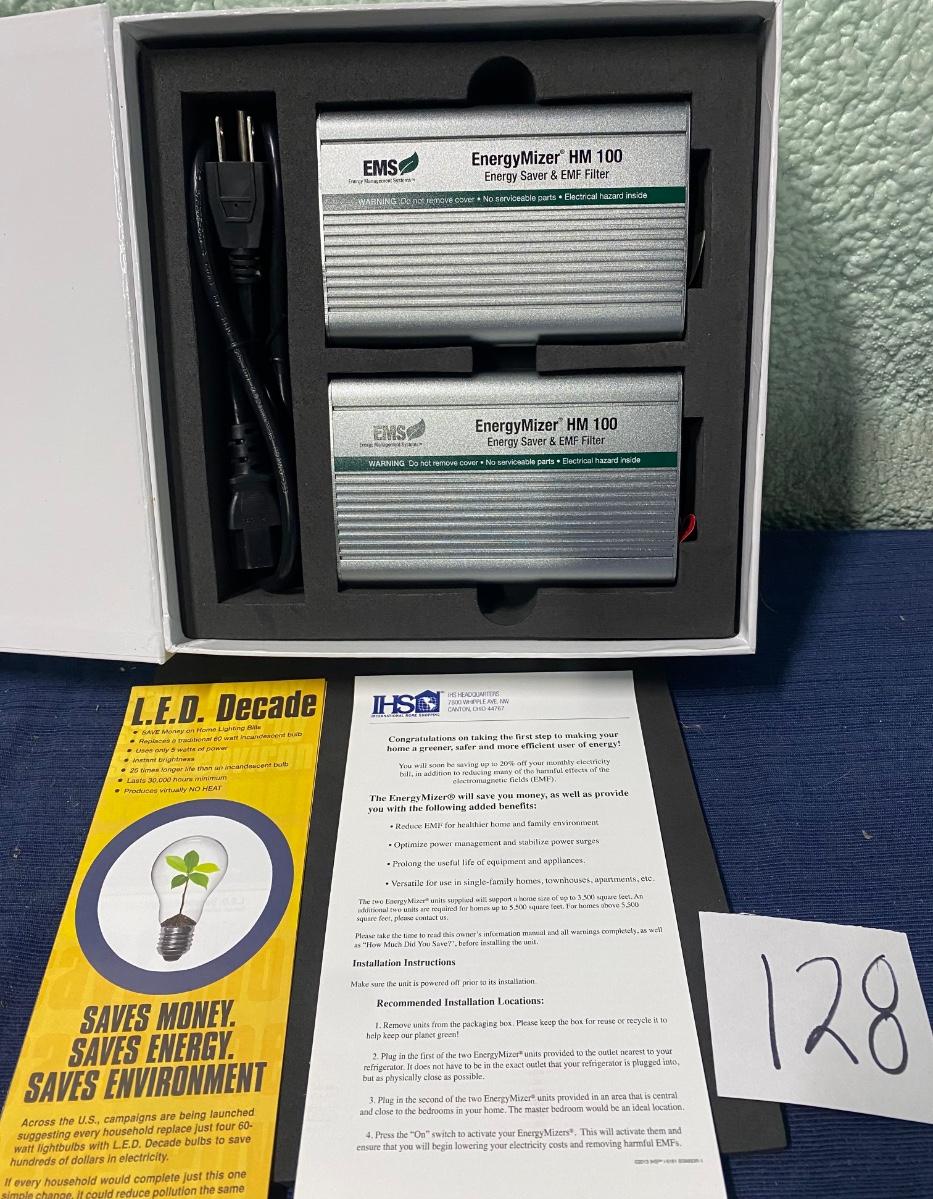 EMS
Energy Management Systems™
EnergyMizer® HM 100
Energy Saver & EMF Filter
WARNING Do not remove cover • No serviceable parts • Electrical hazard inside
EMS
Energy Management Systems™
EnergyMizer® HM 100
Energy Saver & EMF Filter
WARNING Do not remove cover • No serviceable parts • Electrical hazard inside
L.E.D. Decade
• SAVE Money on Home Lighting Bills
• Replaces a traditional 60 watt incandescent bulb
• Uses only 5 watts of power
• Instant brightness
• 25 times longer life than an incandescent bulb
• Lasts 30,000 hours minimum
• Produces virtually NO HEAT
SAVES MONEY.
SAVES ENERGY.
SAVES ENVIRONMENT
Across the U.S., campaigns are being launched
suggesting every household replace just four 60-
watt lightbulbs with L.E.D. Decade bulbs to save
hundreds of dollars in electricity.
If every household would complete just this one
simple change, it could reduce pollution the same
IHS
INTERNATIONAL HOME SHOPPING
IHS HEADQUARTERS
7800 WHIPPLE AVE. NW
CANTON, OHIO 44767
Congratulations on taking the first step to making your
home a greener, safer and more efficient user of energy!
You will soon be saving up to 20% off your monthly electricity
bill, in addition to reducing many of the harmful effects of the
electromagnetic fields (EMF).
The EnergyMizer® will save you money, as well as provide
you with the following added benefits:
• Reduce EMF for healthier home and family environment
• Optimize power management and stabilize power surges
• Prolong the useful life of equipment and appliances.
• Versatile for use in single-family homes, townhouses, apartments, etc.
The two EnergyMizer® units supplied will support a home size of up to 3,500 square feet. An
additional two units are required for homes up to 5,500 square feet. For homes above 5,500
square feet, please contact us.
Please take the time to read this owner's information manual and all warnings completely, as well
as "How Much Did You Save?", before installing the unit.
Installation Instructions
Make sure the unit is powered off prior to its installation.
Recommended Installation Locations:
1. Remove units from the packaging box. Please keep the box for reuse or recycle it to
help keep our planet green!
2. Plug in the first of the two EnergyMizer® units provided to the outlet nearest to your
refrigerator. It does not have to be in the exact outlet that your refrigerator is plugged into,
but as physically close as possible.
3. Plug in the second of the two EnergyMizer® units provided in an area that is central
and close to the bedrooms in your home. The master bedroom would be an ideal location.
4. Press the "On" switch to activate your EnergyMizers®. This will activate them and
ensure that you will begin lowering your electricity costs and removing harmful EMFs.
128